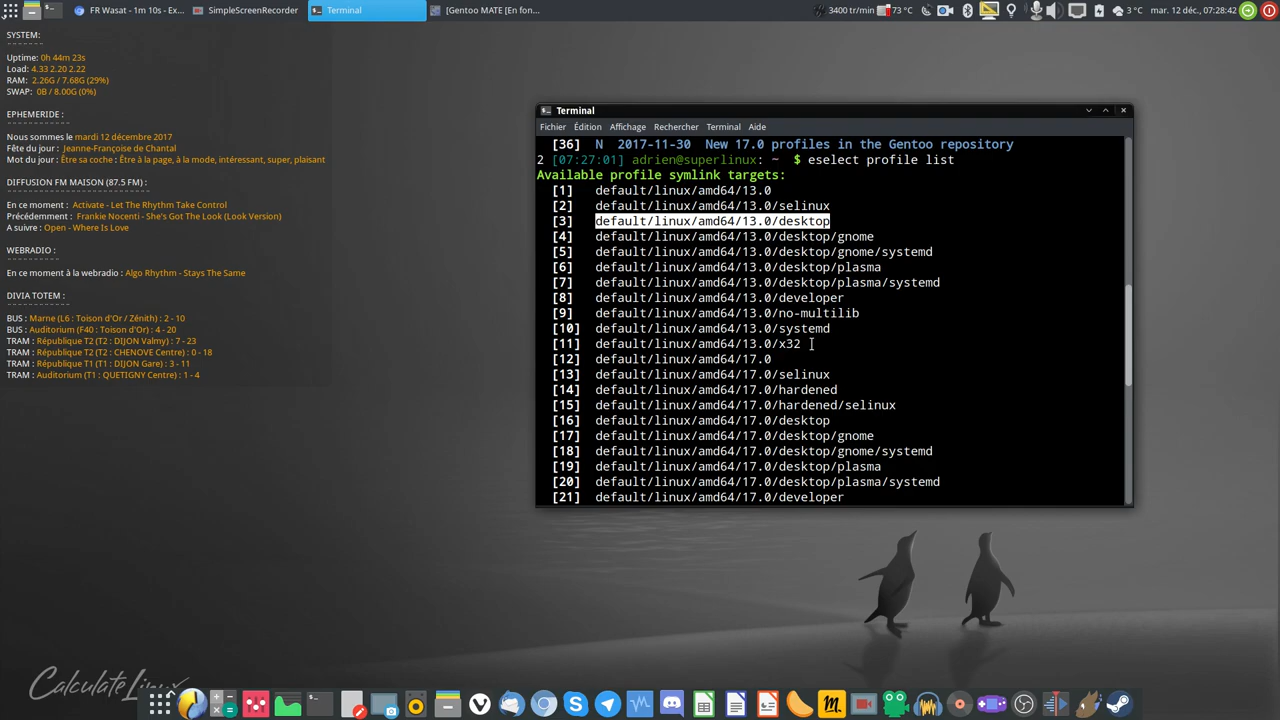 FR Wasat - 1m 10s - Ex...
SimpleScreenRecorder
Terminal
[Gentoo MATE [En fon...
3400 tr/min
73 °C
3 °C
mar. 12 déc., 07:28:42
SYSTEM:
Uptime: 0h 44m 23s
Load: 4.33 2.20 2.22
RAM: 2.26G / 7.68G (29%)
SWAP: 0B / 8.00G (0%)
EPHEMERIDE :
Nous sommes le mardi 12 décembre 2017
Fête du jour : Jeanne-Françoise de Chantal
Mot du jour : Être sa coche : Être à la page, à la mode, intéressant, super, plaisant
DIFFUSION FM MAISON (87.5 FM) :
En ce moment : Activate - Let The Rhythm Take Control
Précédemment : Frankie Nocenti - She's Got The Look (Look Version)
A suivre : Open - Where Is Love
WEBRADIO :
En ce moment à la webradio : Algo Rhythm - Stays The Same
DIVIA TOTEM :
BUS : Marne (L6 : Toison d'Or / Zénith) : 2 - 10
BUS : Auditorium (F40 : Toison d'Or) : 4 - 20
TRAM : République T2 (T2 : DIJON Valmy) : 7 - 23
TRAM : République T2 (T2 : CHENOVE Centre) : 0 - 18
TRAM : République T1 (T1 : DIJON Gare) : 3 - 11
TRAM : Auditorium (T1 : QUETIGNY Centre) : 1 - 4
Terminal
Fichier Édition Affichage Rechercher Terminal Aide
[36] N 2017-11-30 New 17.0 profiles in the Gentoo repository
2 [07:27:01] adrien@superlinux: ~ $ eselect profile list
Available profile symlink targets:
[1] default/linux/amd64/13.0
[2] default/linux/amd64/13.0/selinux
[3] default/linux/amd64/13.0/desktop
[4] default/linux/amd64/13.0/desktop/gnome
[5] default/linux/amd64/13.0/desktop/gnome/systemd
[6] default/linux/amd64/13.0/desktop/plasma
[7] default/linux/amd64/13.0/desktop/plasma/systemd
[8] default/linux/amd64/13.0/developer
[9] default/linux/amd64/13.0/no-multilib
[10] default/linux/amd64/13.0/systemd
[11] default/linux/amd64/13.0/x32
[12] default/linux/amd64/17.0
[13] default/linux/amd64/17.0/selinux
[14] default/linux/amd64/17.0/hardened
[15] default/linux/amd64/17.0/hardened/selinux
[16] default/linux/amd64/17.0/desktop
[17] default/linux/amd64/17.0/desktop/gnome
[18] default/linux/amd64/17.0/desktop/gnome/systemd
[19] default/linux/amd64/17.0/desktop/plasma
[20] default/linux/amd64/17.0/desktop/plasma/systemd
[21] default/linux/amd64/17.0/developer
Calculate Linux